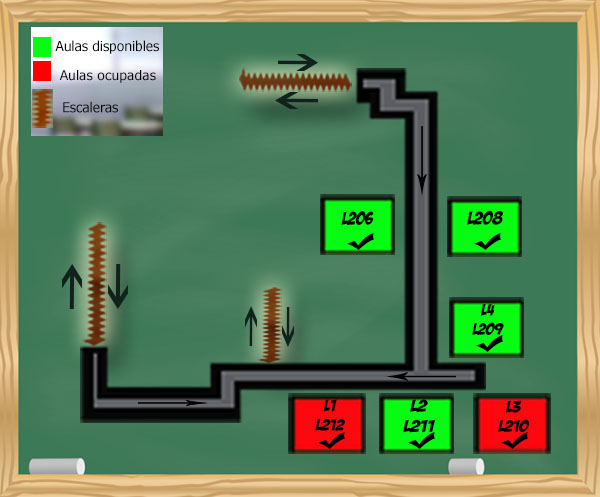 Aulas disponibles
Aulas ocupadas
Escaleras
L206
L208
L4
L209
L1
L212
L2
L211
L3
L210